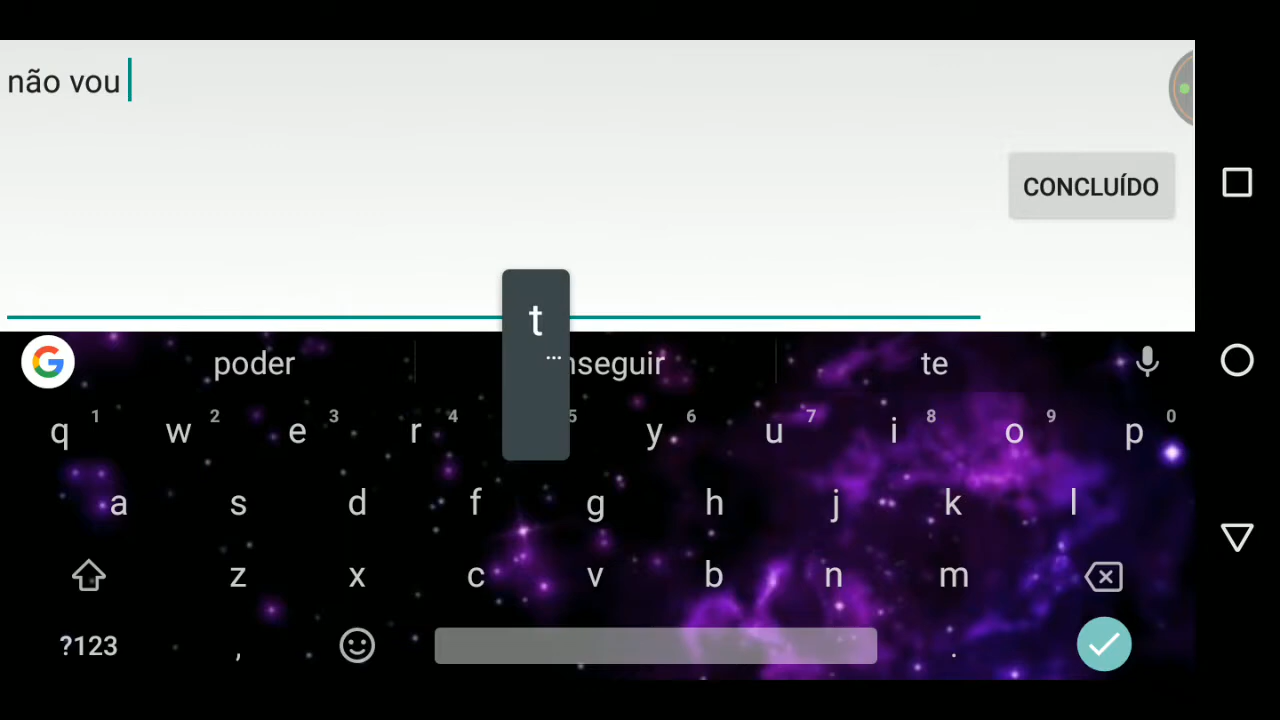 não vou
CONCLUÍDO
t
...
poder nseguir te
q 1 w 2 e 3 r 4 5 y 6 u 7 i 8 o 9 p 0
a s d f g h j k l
z x c v b n m
?123 , .